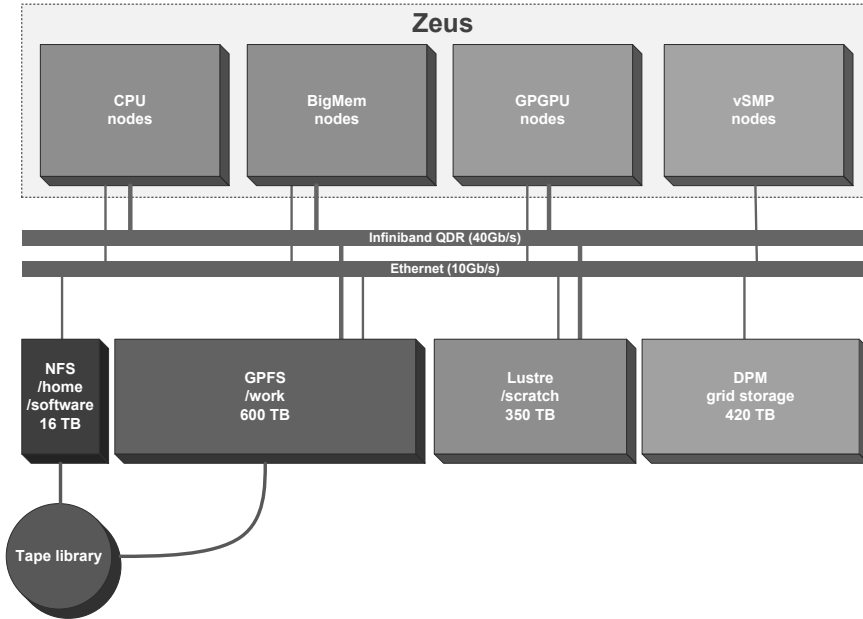 Zeus
CPU
nodes
BigMem
nodes
GPGPU
nodes
vSMP
nodes
Infiniband QDR (40Gb/s)
Ethernet (10Gb/s)
NFS
/home
/software
16 TB
GPFS
/work
600 TB
Lustre
/scratch
350 TB
DPM
grid storage
420 TB
Tape library